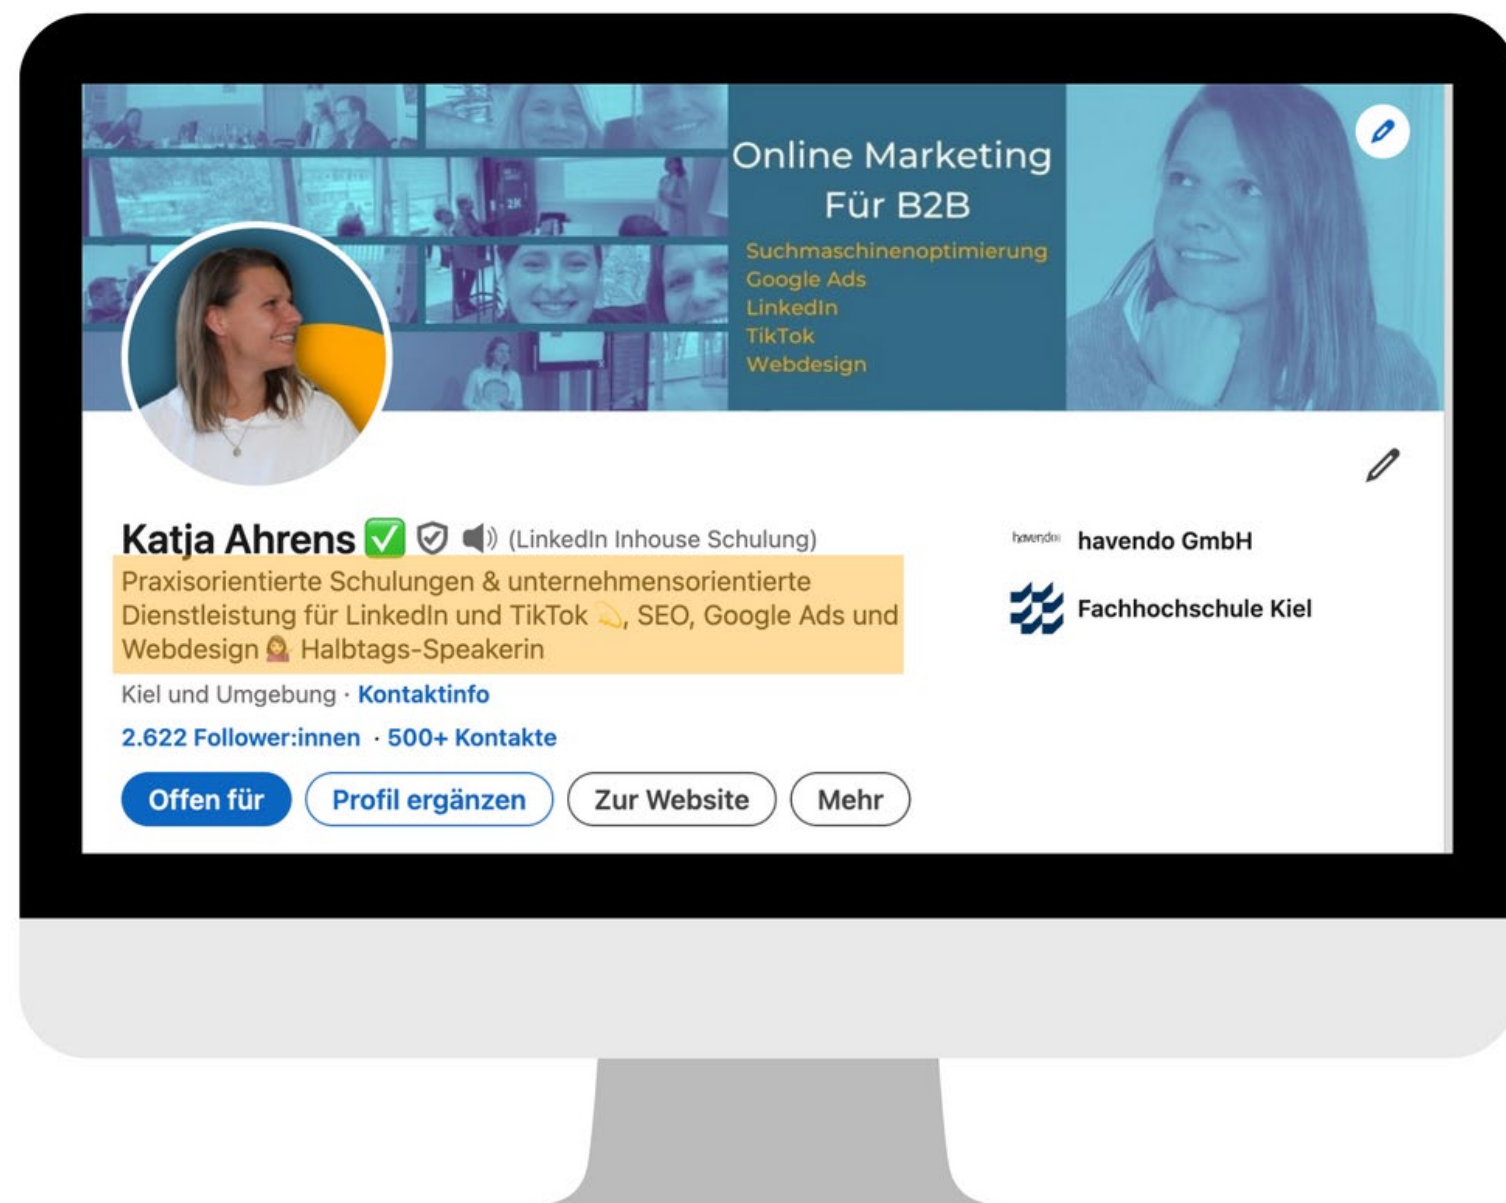 Online Marketing
Für B2B
Suchmaschinenoptimierung
Google Ads
LinkedIn
TikTok
Webdesign
Katja Ahrens ✅ (LinkedIn Inhouse Schulung)
Praxisorientierte Schulungen & unternehmensorientierte
Dienstleistung für LinkedIn und TikTok 💫, SEO, Google Ads und
Webdesign 💁‍♀️ Halbtags-Speakerin
Kiel und Umgebung · Kontaktinfo
2.622 Follower:innen · 500+ Kontakte
Offen für
Profil ergänzen
Zur Website
Mehr
havendo havendo GmbH
Fachhochschule Kiel